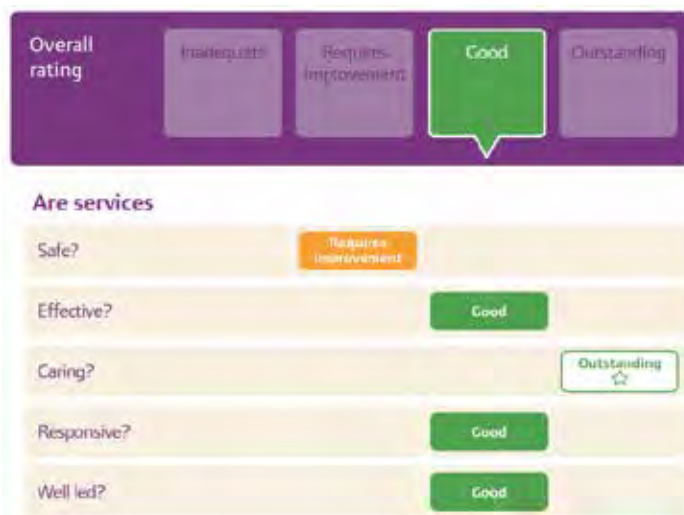 Overall
rating
Inadequate
Requires
improvement
Good
Outstanding
Are services
Safe?
Requires
improvement
Effective?
Good
Caring?
Outstanding
Responsive?
Good
Well led?
Good